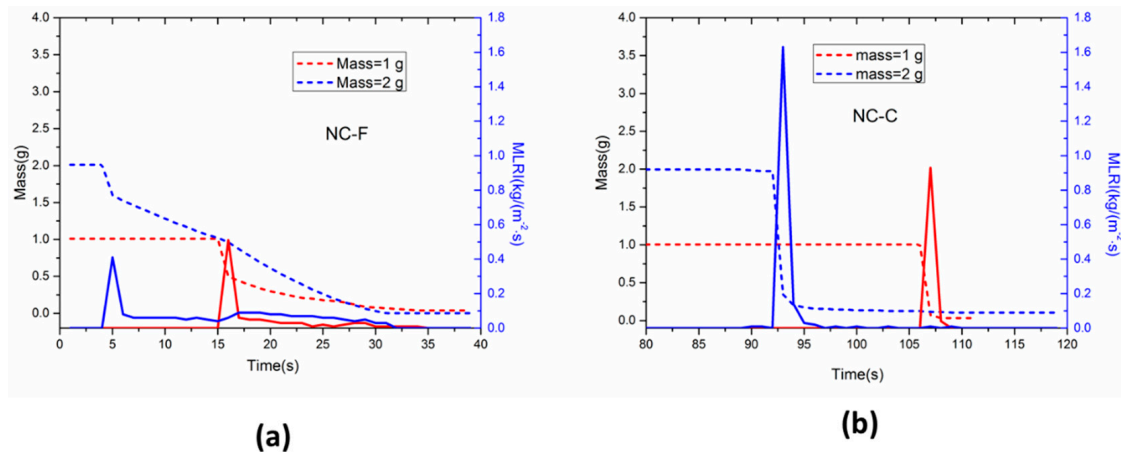 4.0
3.5
3.0
2.5
2.0
1.5
1.0
0.5
0.0
Mass(g)
0 5 10 15 20 25 30 35 40
Time(s)
1.8
1.6
1.4
1.2
1.0
0.8
0.6
0.4
0.2
0.0
MLRI(kg/(m⁻²·s)
Mass=1 g
Mass=2 g
NC-F
(a)
4.0
3.5
3.0
2.5
2.0
1.5
1.0
0.5
0.0
Mass(g)
80 85 90 95 100 105 110 115 120
Time(s)
1.8
1.6
1.4
1.2
1.0
0.8
0.6
0.4
0.2
0.0
MLRI(kg/(m⁻²·s)
mass=1 g
mass=2 g
NC-C
(b)